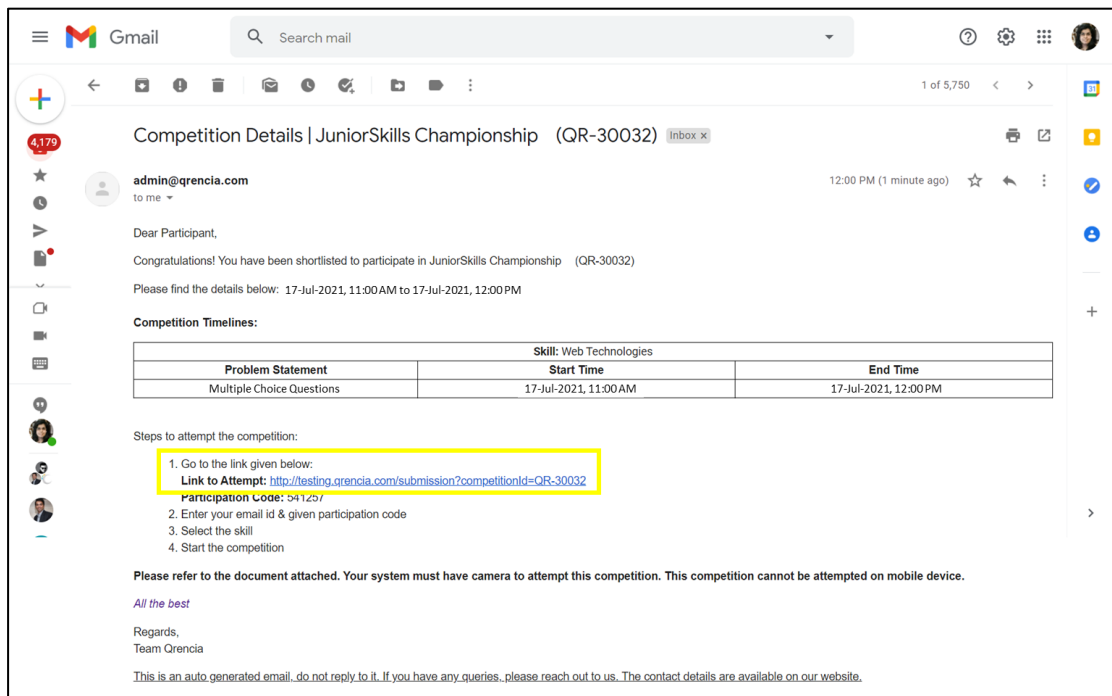 Gmail
Search mail
1 of 5,750
31
4,179
Competition Details | JuniorSkills Championship (QR-30032) Inbox x
admin@qrencia.com
12:00 PM (1 minute ago)
to me
Dear Participant,
Congratulations! You have been shortlisted to participate in JuniorSkills Championship (QR-30032)
Please find the details below: 17-Jul-2021, 11:00 AM to 17-Jul-2021, 12:00 PM
Competition Timelines:
Skill: Web Technologies
Problem Statement Start Time End Time
Multiple Choice Questions 17-Jul-2021, 11:00 AM 17-Jul-2021, 12:00 PM
Steps to attempt the competition:
1. Go to the link given below:
Link to Attempt: http://testing.qrencia.com/submission?competitionId=QR-30032
Participation Code: 541257
2. Enter your email id & given participation code
3. Select the skill
4. Start the competition
Please refer to the document attached. Your system must have camera to attempt this competition. This competition cannot be attempted on mobile device.
All the best
Regards,
Team Qrencia
This is an auto generated email, do not reply to it. If you have any queries, please reach out to us. The contact details are available on our website.